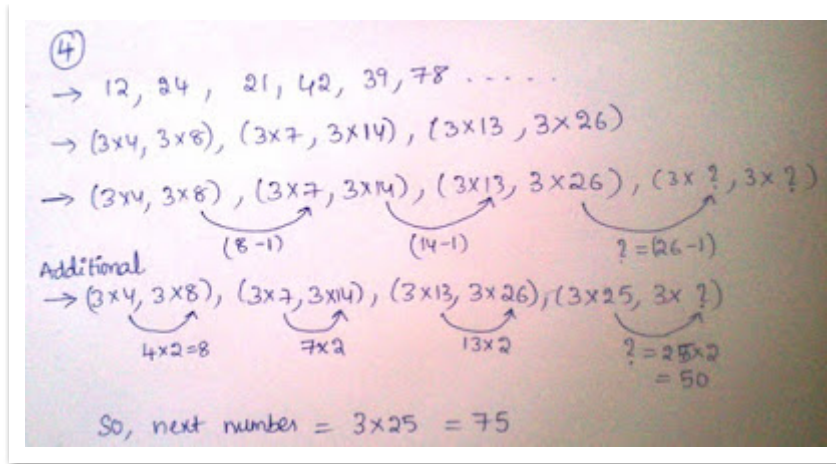 4
→ 12, 24, 21, 42, 39, 78 .....
→ (3×4, 3×8), (3×7, 3×14), (3×13, 3×26)
→ (3×4, 3×8), (3×7, 3×14), (3×13, 3×26), (3×?, 3×?)
(8-1) (14-1) ?=(26-1)
Additional
→ (3×4, 3×8), (3×7, 3×14), (3×13, 3×26), (3×25, 3×?)
4×2=8 7×2 13×2 ?=25×2
=50
So, next number = 3×25 = 75